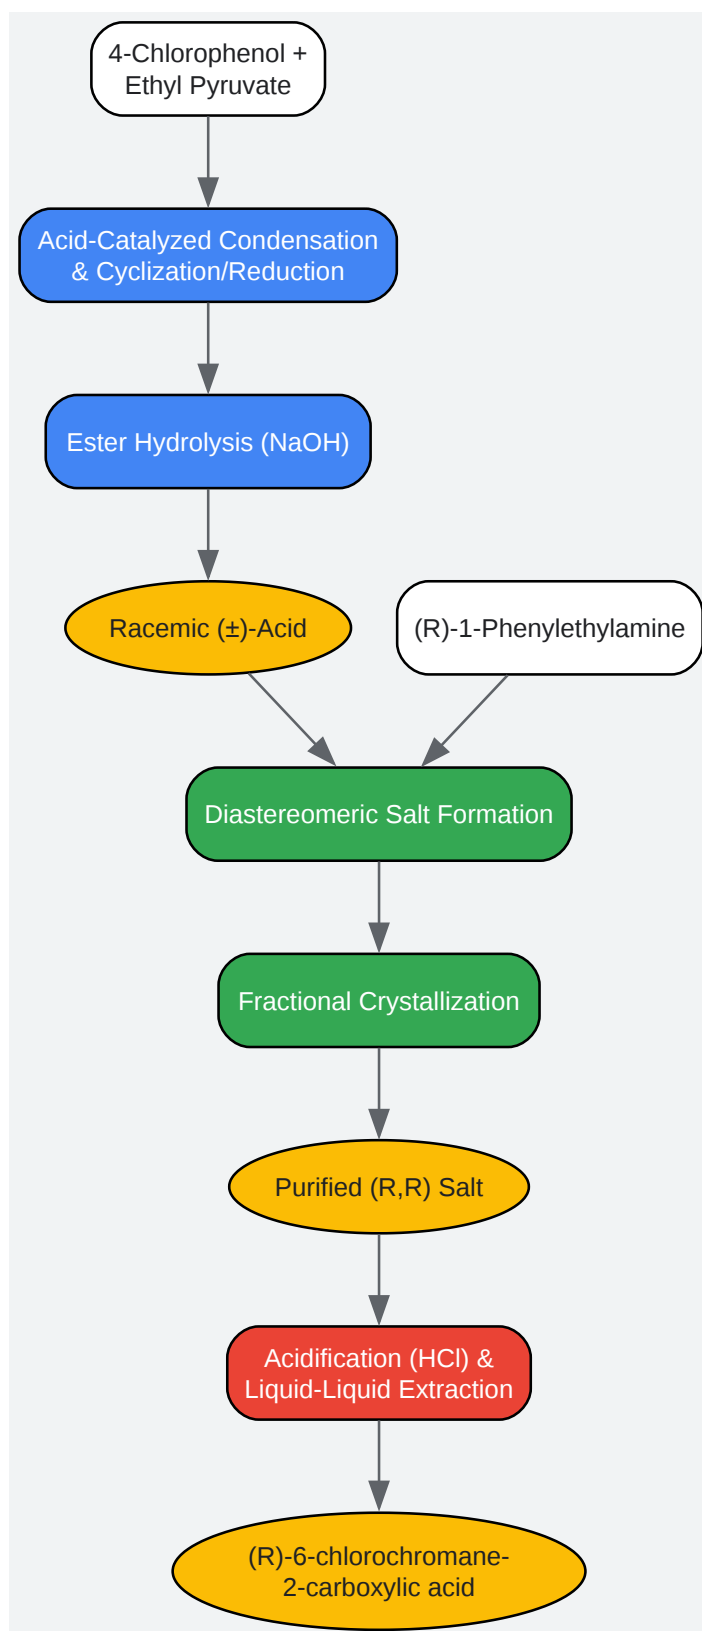 4-Chlorophenol +
Ethyl Pyruvate
Acid-Catalyzed Condensation
& Cyclization/Reduction
Ester Hydrolysis (NaOH)
Racemic (±)-Acid
(R)-1-Phenylethylamine
Diastereomeric Salt Formation
Fractional Crystallization
Purified (R,R) Salt
Acidification (HCl) &
Liquid-Liquid Extraction
(R)-6-chlorochromane-
2-carboxylic acid